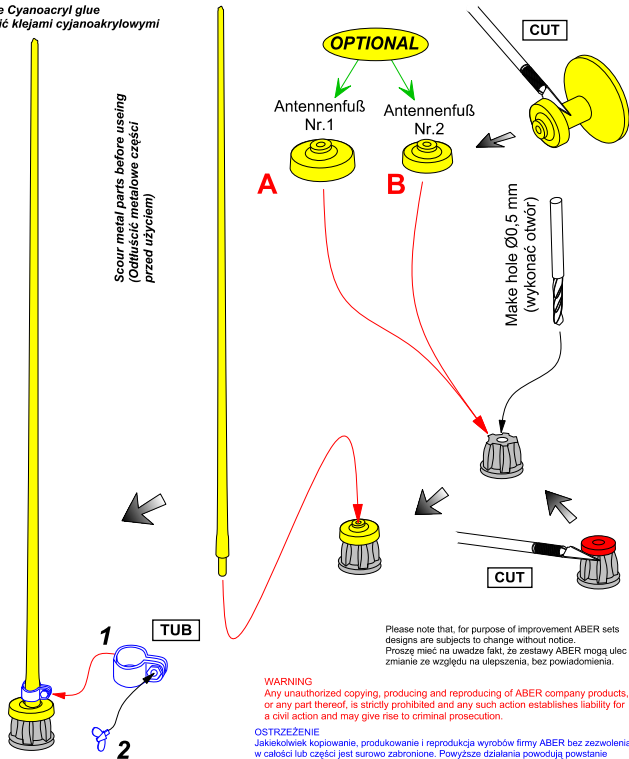 e Cyanoacryl glue
ić klejami cyjanoakrylowymi
Scour metal parts before useing
(Odtłuścić metalowe części
przed użyciem)
OPTIONAL
CUT
Antennenfuß
Nr.1
Antennenfuß
Nr.2
A
B
Make hole Ø0,5 mm
(wykonać otwór)
CUT
1
TUB
2
Please note that, for purpose of improvement ABER sets
designs are subjects to change without notice.
Proszę mieć na uwadze fakt, że zestawy ABER mogą ulec
zmianie ze względu na ulepszenia, bez powiadomienia.
WARNING
Any unauthorized copying, producing and reproducing of ABER company products,
or any part thereof, is strictly prohibited and any such action establishes liability for
a civil action and may give rise to criminal prosecution.
OSTRZEŻENIE
Jakiekolwiek kopiowanie, produkowanie i reprodukcja wyrobów firmy ABER bez zezwolenia
w całości lub części jest surowo zabronione. Powyższe działania powodują powstanie